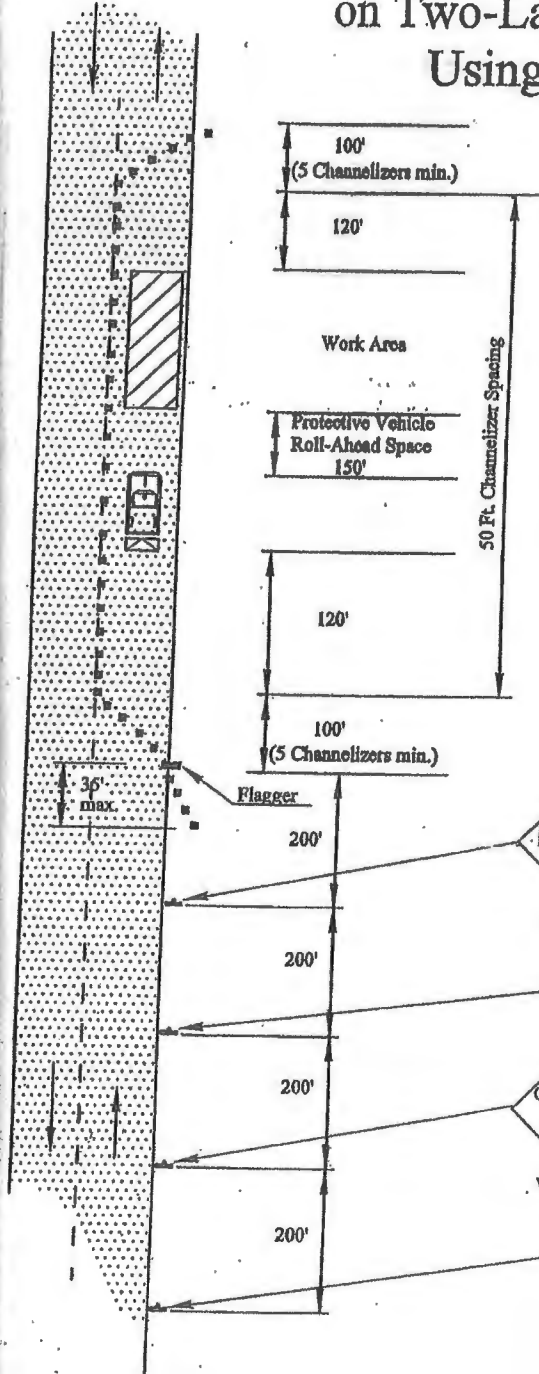 on Two-La
Using
100'
(5 Channelizers min.)
120'
Work Area
Protective Vehicle
Roll-Ahead Space
150'
50 Ft. Channelizer Spacing
120'
100'
(5 Channelizers min.)
36'
max.
Flagger
200'
200'
200'
200'